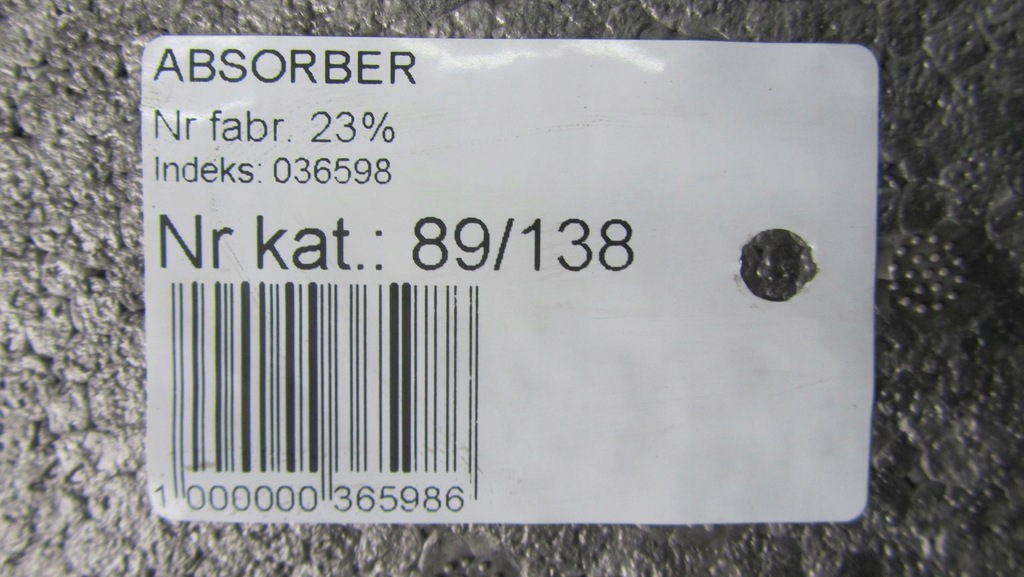 ABSORBER
Nr fabr. 23%
Indeks: 036598
Nr kat.: 89/138
1 000000 365986